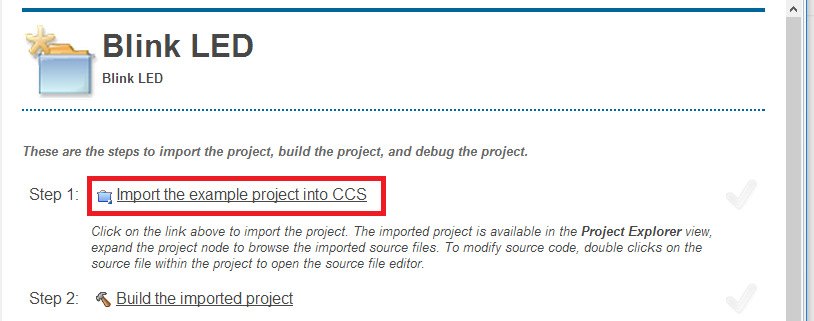 Blink LED
Blink LED
These are the steps to import the project, build the project, and debug the project.
Step 1: Import the example project into CCS
Click on the link above to import the project. The imported project is available in the Project Explorer view,
expand the project node to browse the imported source files. To modify source code, double clicks on the
source file within the project to open the source file editor.
Step 2: Build the imported project